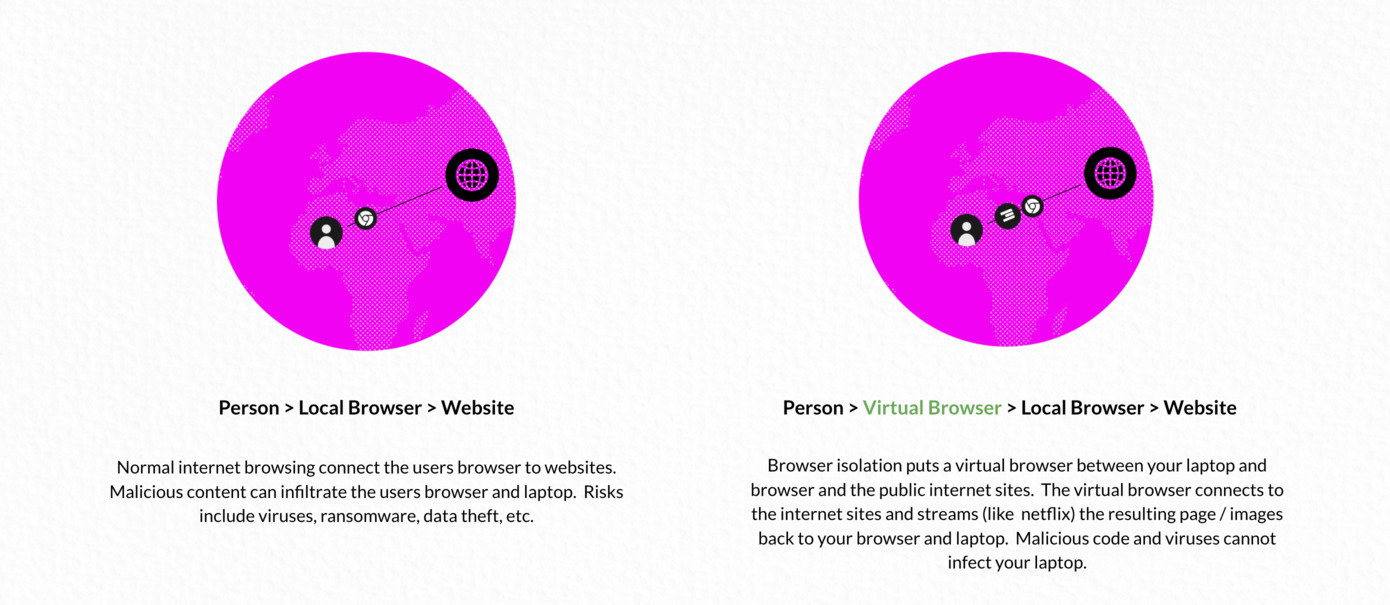 Person > Local Browser > Website
Normal internet browsing connect the users browser to websites.
Malicious content can infiltrate the users browser and laptop.  Risks
include viruses, ransomware, data theft, etc.
Person > Virtual Browser > Local Browser > Website
Browser isolation puts a virtual browser between your laptop and
browser and the public internet sites.  The virtual browser connects to
the internet sites and streams (like  netflix) the resulting page / images
back to your browser and laptop.  Malicious code and viruses cannot
infect your laptop.